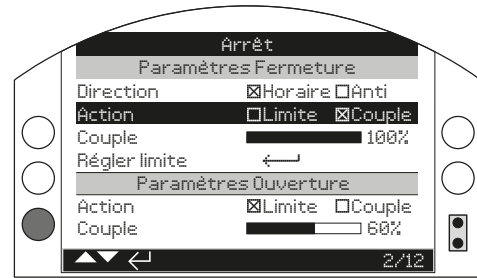 Arrêt
Paramètres Fermeture
Direction ☒Horaire ☐Anti
Action ☐Limite ☒Couple
Couple 100%
Régler limite
Paramètres Ouverture
Action ☒Limite ☐Couple
Couple 60%
2/12